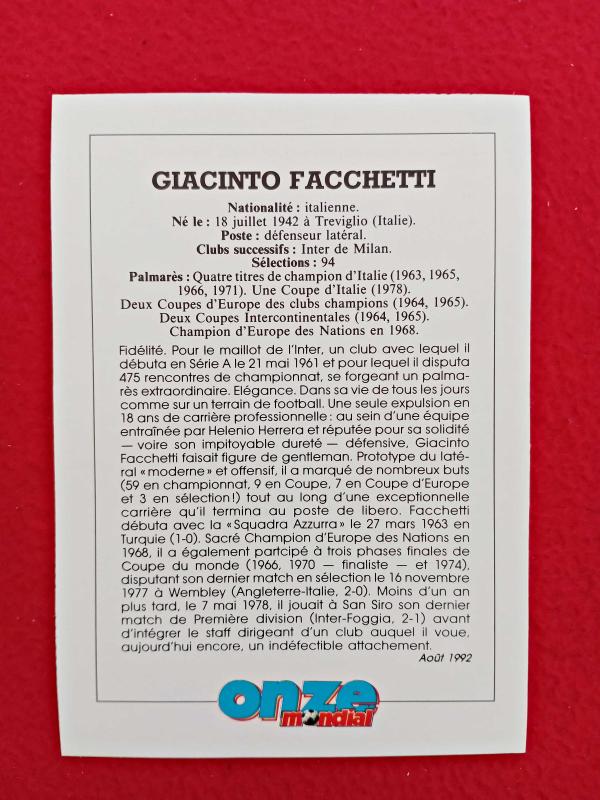 GIACINTO FACCHETTI
Nationalité : italienne.
Né le : 18 juillet 1942 à Treviglio (Italie).
Poste : défenseur latéral.
Clubs successifs : Inter de Milan.
Sélections : 94
Palmarès : Quatre titres de champion d'Italie (1963, 1965,
1966, 1971). Une Coupe d'Italie (1978).
Deux Coupes d'Europe des clubs champions (1964, 1965).
Deux Coupes Intercontinentales (1964, 1965).
Champion d'Europe des Nations en 1968.
Fidélité. Pour le maillot de l'Inter, un club avec lequel il
débuta en Série A le 21 mai 1961 et pour lequel il disputa
475 rencontres de championnat, se forgeant un palma-
rès extraordinaire. Elégance. Dans sa vie de tous les jours
comme sur un terrain de football. Une seule expulsion en
18 ans de carrière professionnelle : au sein d'une équipe
entraînée par Helenio Herrera et réputée pour sa solidité
— voire son impitoyable dureté — défensive, Giacinto
Facchetti faisait figure de gentleman. Prototype du laté-
ral « moderne » et offensif, il a marqué de nombreux buts
(59 en championnat, 9 en Coupe, 7 en Coupe d'Europe
et 3 en sélection !) tout au long d'une exceptionnelle
carrière qu'il termina au poste de libero. Facchetti
débuta avec la « Squadra Azzurra » le 27 mars 1963 en
Turquie (1-0). Sacré Champion d'Europe des Nations en
1968, il a également partcipé à trois phases finales de
Coupe du monde (1966, 1970 — finaliste — et 1974),
disputant son dernier match en sélection le 16 novembre
1977 à Wembley (Angleterre-Italie, 2-0). Moins d'un an
plus tard, le 7 mai 1978, il jouait à San Siro son dernier
match de Première division (Inter-Foggia, 2-1) avant
d'intégrer le staff dirigeant d'un club auquel il voue,
aujourd'hui encore, un indéfectible attachement.
Août 1992
onze
mondial